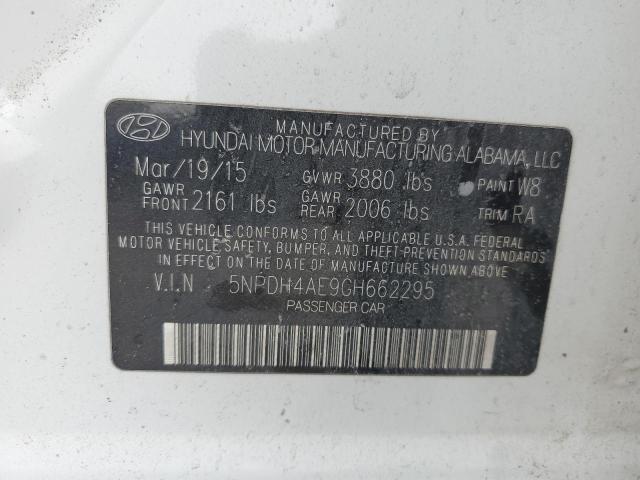 MANUFACTURED BY
HYUNDAI MOTOR MANUFACTURING ALABAMA, LLC
Mar/19/15 GVWR 3880 lbs PAINT W8
GAWR FRONT 2161 lbs GAWR REAR 2006 lbs TRIM RA
THIS VEHICLE CONFORMS TO ALL APPLICABLE U.S.A. FEDERAL
MOTOR VEHICLE SAFETY, BUMPER, AND THEFT PREVENTION STANDARDS
IN EFFECT ON THE DATE OF MANUFACTURE SHOWN ABOVE.
V.I.N 5NPDH4AE9GH662295
PASSENGER CAR